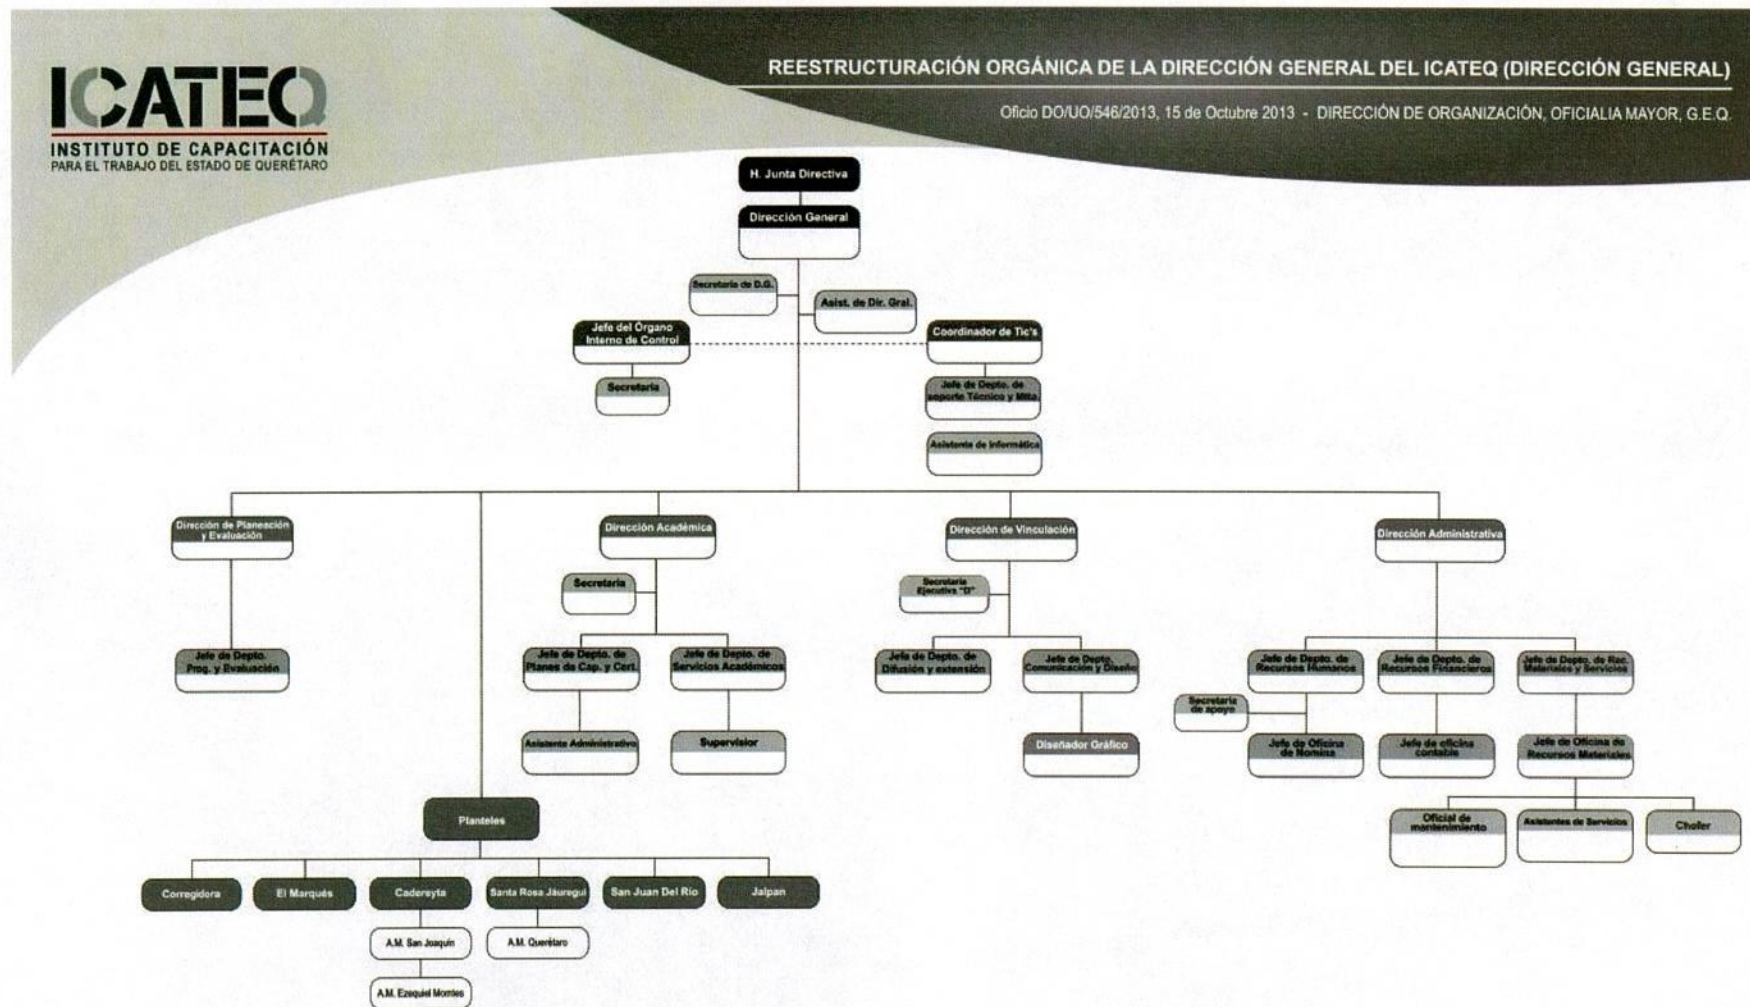 ICATEQ
INSTITUTO DE CAPACITACIÓN
PARA EL TRABAJO DEL ESTADO DE QUERÉTARO
REESTRUCTURACIÓN ORGÁNICA DE LA DIRECCIÓN GENERAL DEL ICATEQ (DIRECCIÓN GENERAL)
Oficio DO/UO/546/2013, 15 de Octubre 2013 - DIRECCIÓN DE ORGANIZACIÓN, OFICIALIA MAYOR, G.E.Q.
H. Junta Directiva
Dirección General
Secretaria de D.G.
Asist. de Dir. Gral.
Jefe del Órgano
Interno de Control
Coordinador de Tic's
Secretaria
Jefe de Depto. de
soporte Técnico y Mtto.
Asistente de Informática
Dirección de Planeación
y Evaluación
Dirección Académica
Dirección de Vinculación
Dirección Administrativa
Secretaria
Secretaria
Ejecutiva "D"
Jefe de Depto.
Prog. y Evaluación
Jefe de Depto. de
Planes de Cap. y Cert.
Jefe de Depto. de
Servicios Académicos
Jefe de Depto. de
Difusión y extensión
Jefe de Depto.
Comunicación y Diseño
Jefe de Depto. de
Recursos Humanos
Jefe de Depto. de
Recursos Financieros
Jefe de Depto. de Rec.
Materiales y Servicios
Secretaria
de apoyo
Asistente Administrativo
Supervisior
Diseñador Gráfico
Jefe de Oficina
de Nomina
Jefe de oficina
contable
Jefe de Oficina de
Recursos Materiales
Planteles
Oficial de
mantenimiento
Asistentes de Servicios
Chofer
Corregidora
El Marqués
Cadereyta
Santa Rosa Jáuregui
San Juan Del Río
Jalpan
A.M. San Joaquín
A.M. Querétaro
A.M. Ezequiel Montes